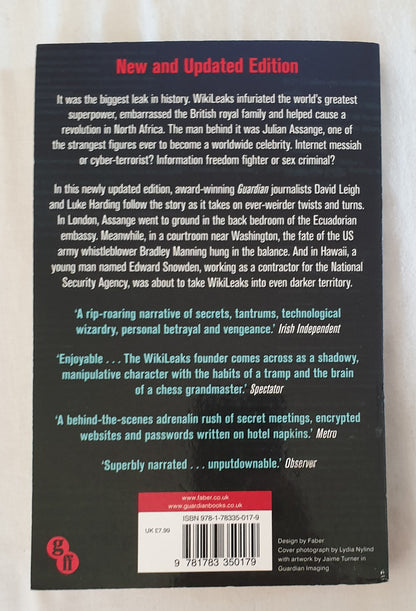 New and Updated Edition
It was the biggest leak in history. WikiLeaks infuriated the world's greatest
superpower, embarrassed the British royal family and helped cause a
revolution in North Africa. The man behind it was Julian Assange, one of
the strangest figures ever to become a worldwide celebrity. Internet messiah
or cyber-terrorist? Information freedom fighter or sex criminal?
In this newly updated edition, award-winning Guardian journalists David Leigh
and Luke Harding follow the story as it takes on ever-weirder twists and turns.
In London, Assange went to ground in the back bedroom of the Ecuadorian
embassy. Meanwhile, in a courtroom near Washington, the fate of the US
army whistleblower Bradley Manning hung in the balance. And in Hawaii, a
young man named Edward Snowden, working as a contractor for the National
Security Agency, was about to take WikiLeaks into even darker territory.
'A rip-roaring narrative of secrets, tantrums, technological
wizardry, personal betrayal and vengeance.' Irish Independent
'Enjoyable . . . The WikiLeaks founder comes across as a shadowy,
manipulative character with the habits of a tramp and the brain
of a chess grandmaster.' Spectator
'A behind-the-scenes adrenalin rush of secret meetings, encrypted
websites and passwords written on hotel napkins.' Metro
'Superbly narrated . . . unputdownable.' Observer
www.faber.co.uk
www.guardianbooks.co.uk
ISBN 978-1-78335-017-9
UK £7.99
9 781783 350179
Design by Faber
Cover photograph by Lydia Nylind
with artwork by Jaime Turner in
Guardian Imaging
g
ff